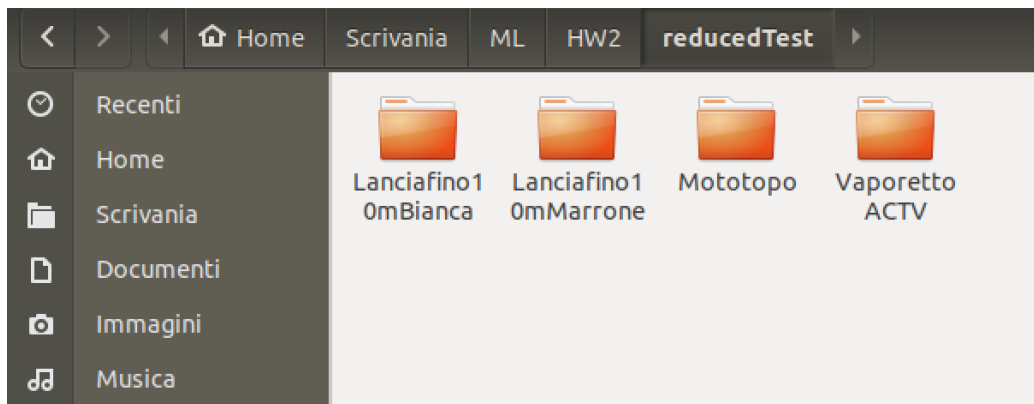 Home Scrivania ML HW2 reducedTest
Recenti
Home
Scrivania
Documenti
Immagini
Musica
Lanciafino1
0mBianca
Lanciafino1
0mMarrone
Mototopo
Vaporetto
ACTV